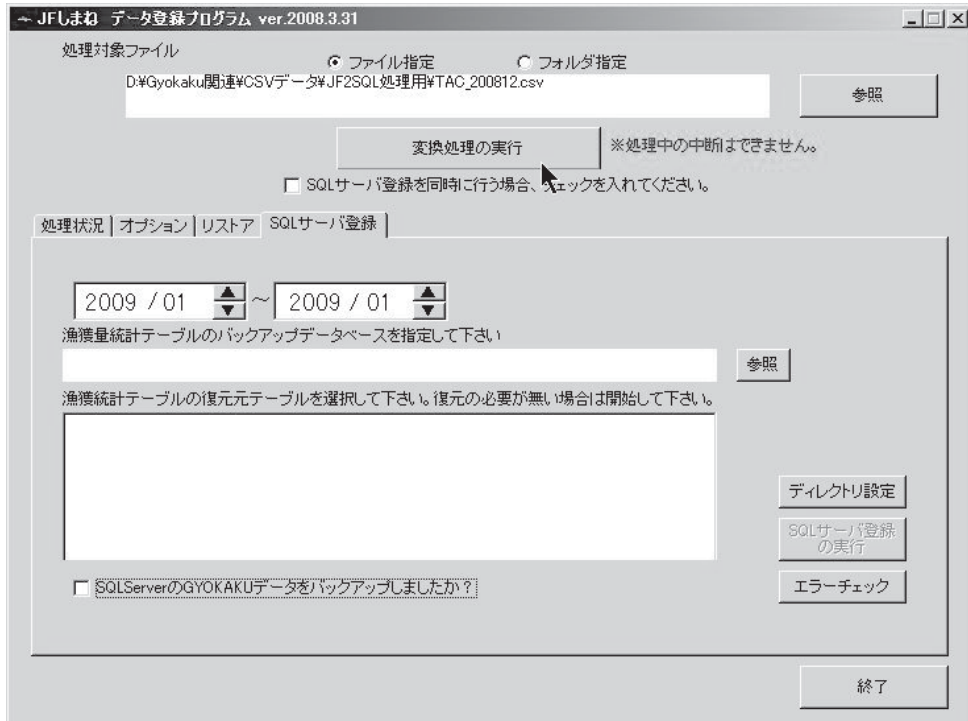 JFしまね データ登録プログラム ver.2008.3.31
処理対象ファイル
ファイル指定 フォルダ指定
D:¥Gyokaku関連¥CSVデータ¥JF2SQL処理用¥TAC_200812.csv
参照
変換処理の実行 ※処理中の中断はできません。
SQLサーバ登録を同時に行う場合、チェックを入れてください。
処理状況 オプション リストア SQLサーバ登録
2009 / 01 ～ 2009 / 01
漁獲量統計テーブルのバックアップデータベースを指定して下さい
参照
漁獲統計テーブルの復元元テーブルを選択して下さい。復元の必要が無い場合は開始して下さい。
ディレクトリ設定
SQLサーバ登録
の実行
SQLServerのGYOKAKUデータをバックアップしましたか？
エラーチェック
終了